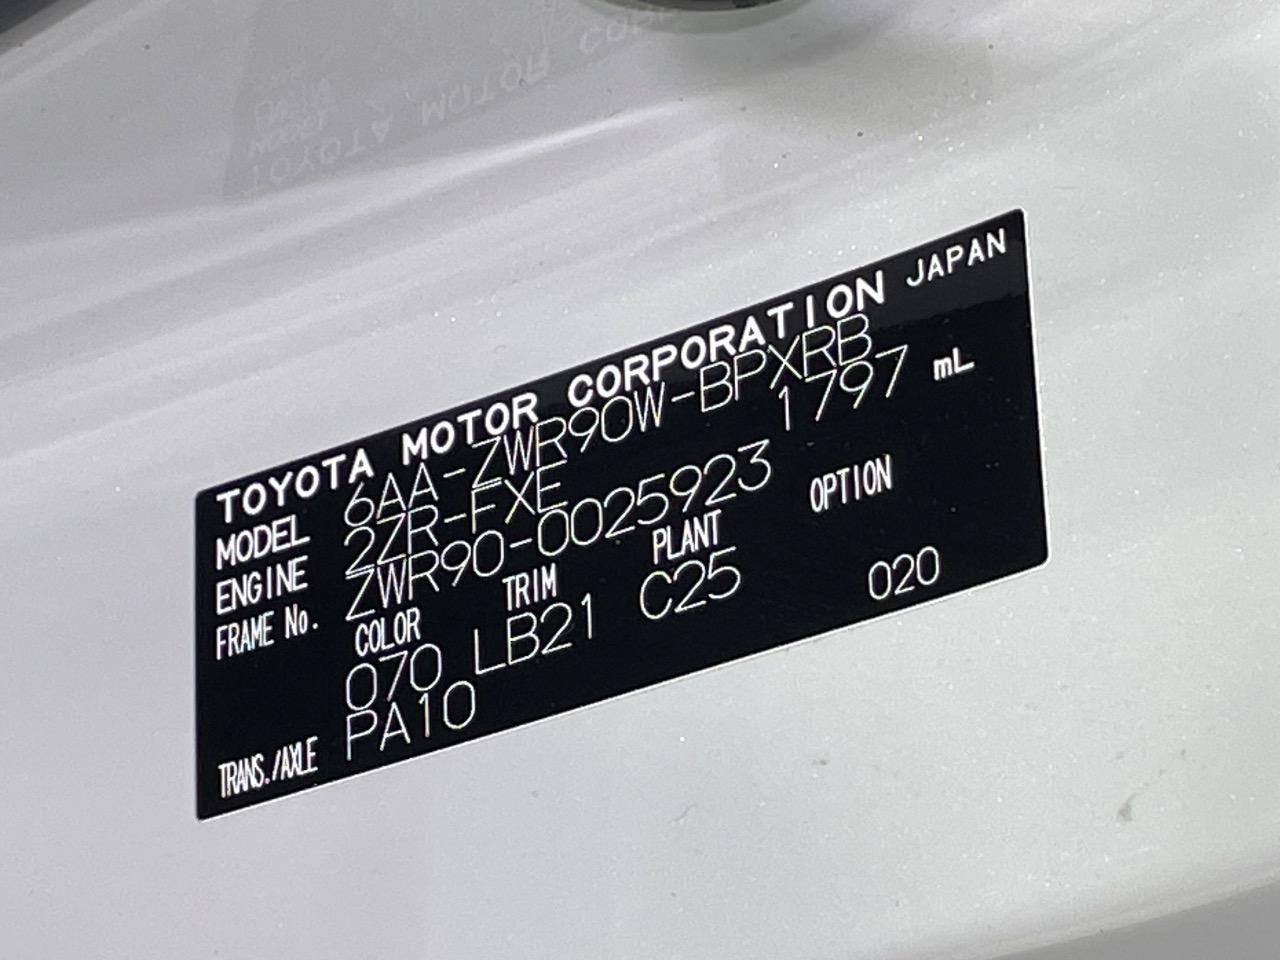 TOYOTA MOTOR CORPORATION JAPAN
MODEL 6AA-ZWR90W-BPXRB
ENGINE 2ZR-FXE 1797 mL
FRAME No. ZWR90-0025923
COLOR TRIM PLANT OPTION
070 LB21 C25 020
TRANS./AXLE PA10